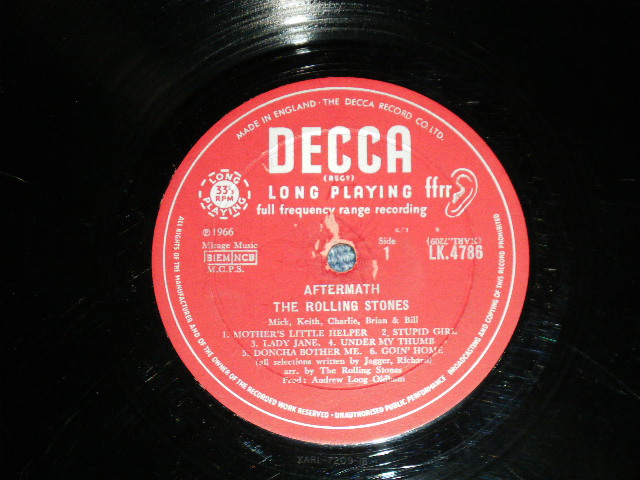 MADE IN ENGLAND · THE DECCA RECORD CO. LTD.
DECCA
(REGD)
LONG PLAYING ffrr
full frequency range recording
LONG
33⅓
RPM
PLAYING
℗1966
Mirage Music
BIEM NCB
M.C.P.S.
Side
1
(XARL.7209)
LK.4786
AFTERMATH
THE ROLLING STONES
Mick, Keith, Charlie, Brian & Bill
1. MOTHER'S LITTLE HELPER 2. STUPID GIRL
3. LADY JANE. 4. UNDER MY THUMB
5. DONCHA BOTHER ME. 6. GOIN' HOME
(all selections written by Jagger, Richard)
arr. by The Rolling Stones
Prod: Andrew Loog Oldham
ALL RIGHTS OF THE MANUFACTURER AND OF THE OWNER OF THE RECORDED WORK RESERVED · UNAUTHORISED PUBLIC PERFORMANCE, BROADCASTING AND COPYING OF THIS RECORD PROHIBITED
XARL-7209